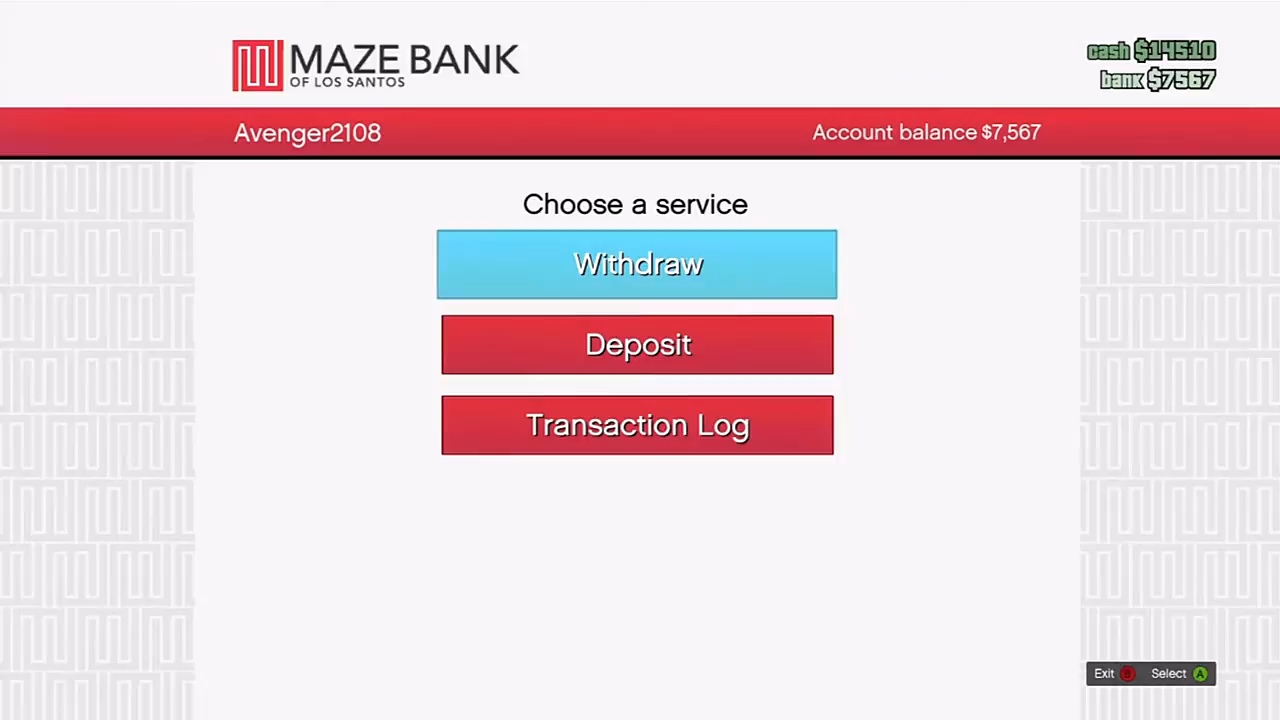 MAZE BANK
OF LOS SANTOS
cash $14510
bank $7567
Avenger2108
Account balance $7,567
Choose a service
Withdraw
Deposit
Transaction Log
Exit B Select A